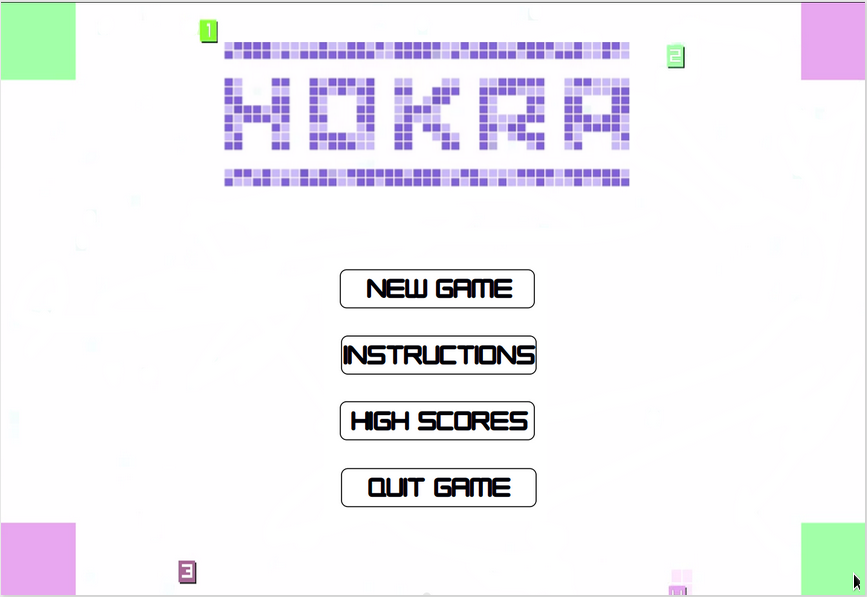 1
2
HOKRA
NEW GAME
INSTRUCTIONS
HIGH SCORES
QUIT GAME
3